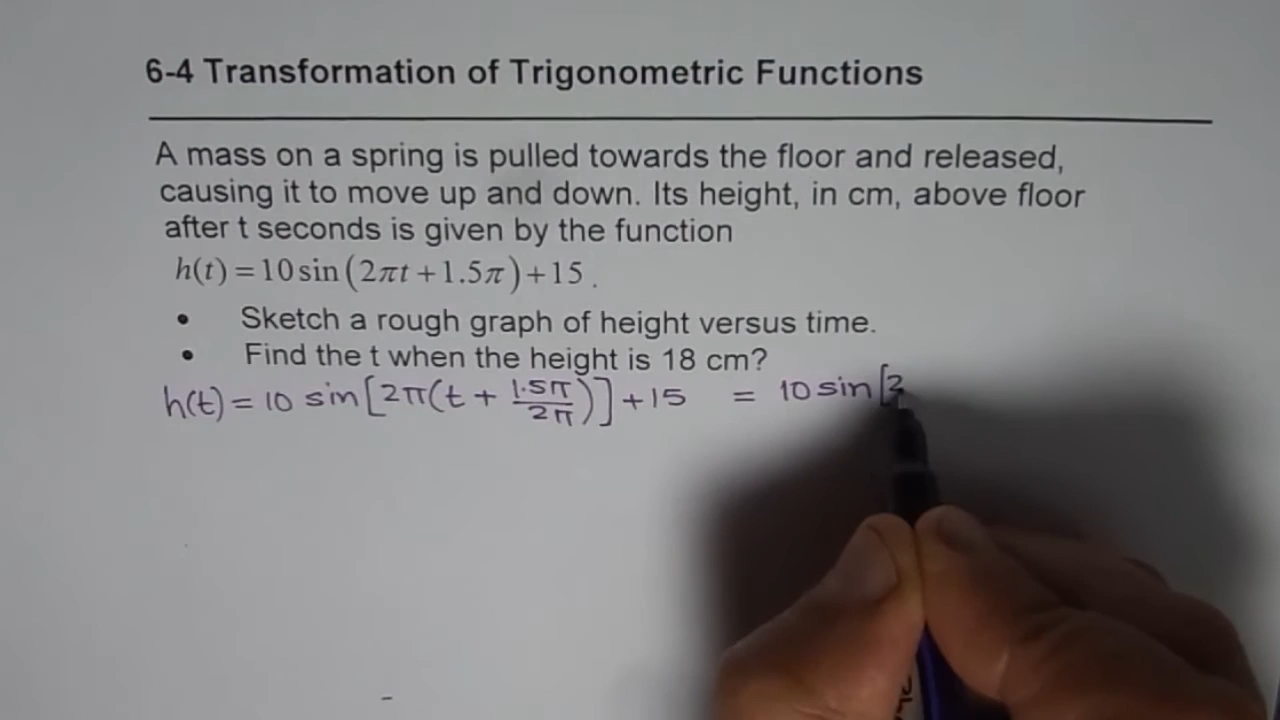 6-4 Transformation of Trigonometric Functions
A mass on a spring is pulled towards the floor and released,
causing it to move up and down. Its height, in cm, above floor
after t seconds is given by the function
h(t) = 10 sin(2πt + 1.5π) + 15 .
• Sketch a rough graph of height versus time.
• Find the t when the height is 18 cm?
h(t) = 10 sin [2π(t + 1.5π/2π)] + 15 = 10 sin [2